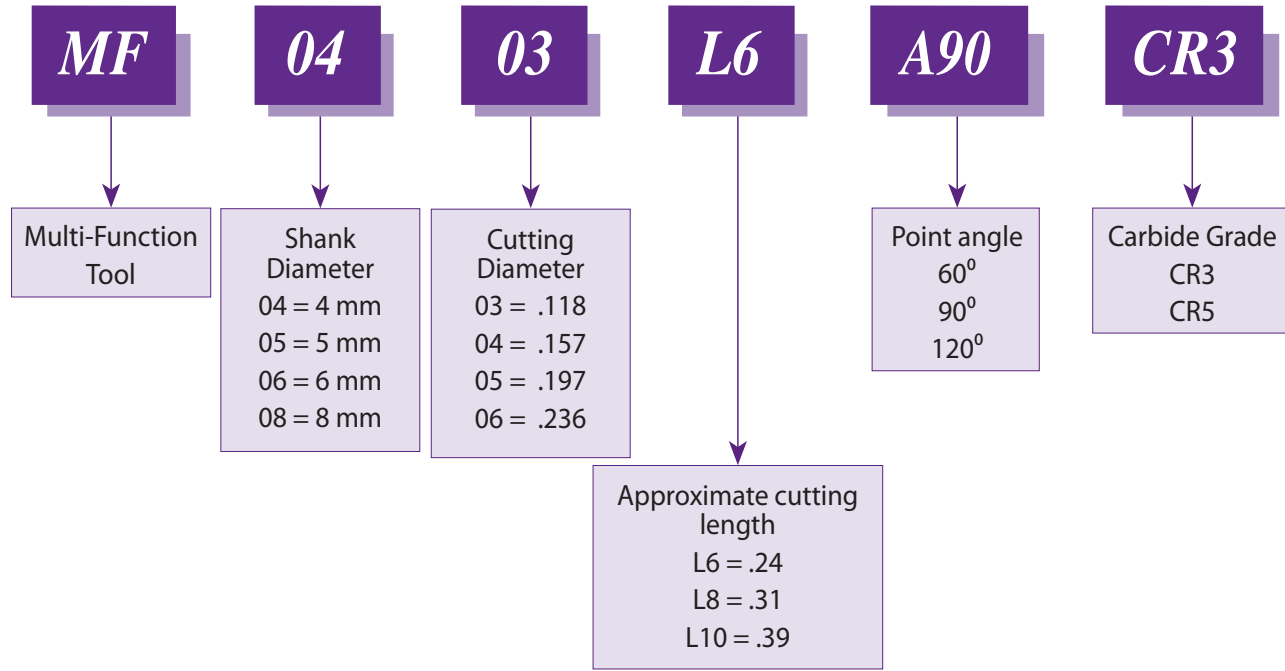 MF
04
03
L6
A90
CR3
Multi-Function
Tool
Shank
Diameter
04 = 4 mm
05 = 5 mm
06 = 6 mm
08 = 8 mm
Cutting
Diameter
03 = .118
04 = .157
05 = .197
06 = .236
Approximate cutting
length
L6 = .24
L8 = .31
L10 = .39
Point angle
60⁰
90⁰
120⁰
Carbide Grade
CR3
CR5